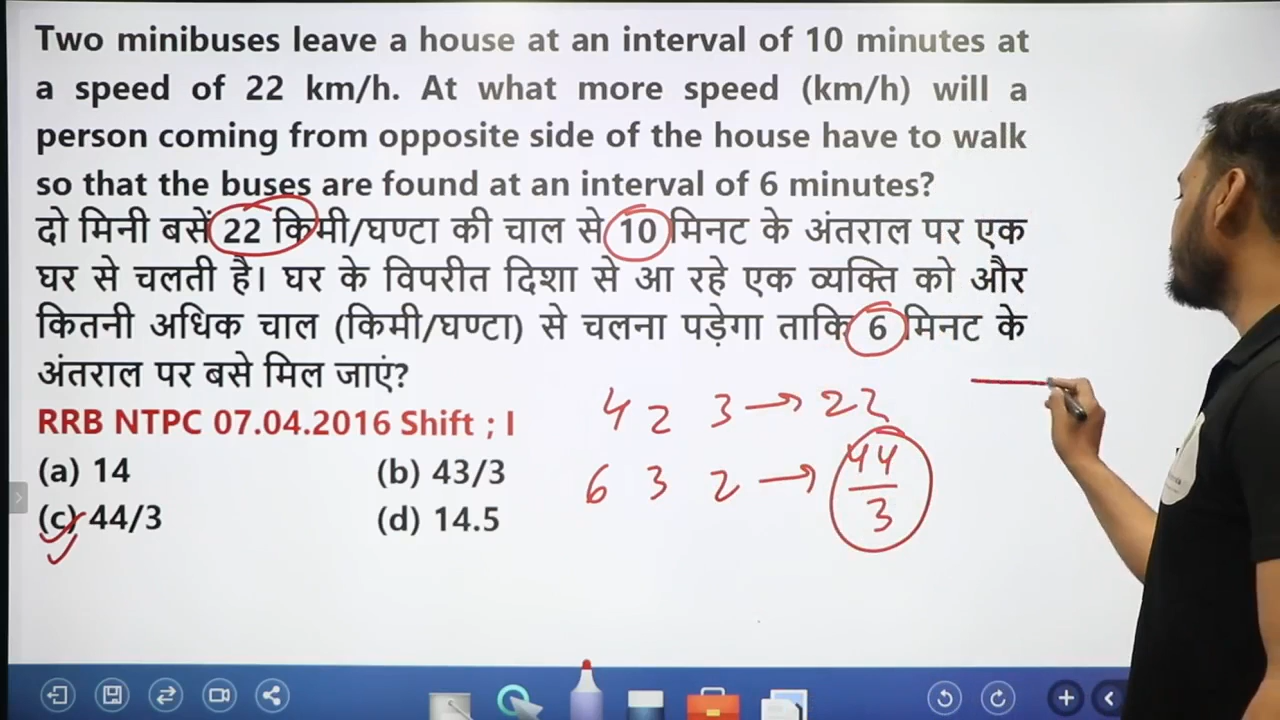 Two minibuses leave a house at an interval of 10 minutes at
a speed of 22 km/h. At what more speed (km/h) will a
person coming from opposite side of the house have to walk
so that the buses are found at an interval of 6 minutes?
दो मिनी बसें 22 किमी/घण्टा की चाल से 10 मिनट के अंतराल पर एक
घर से चलती है। घर के विपरीत दिशा से आ रहे एक व्यक्ति को और
कितनी अधिक चाल (किमी/घण्टा) से चलना पड़ेगा ताकि 6 मिनट के
अंतराल पर बसे मिल जाएं?
RRB NTPC 07.04.2016 Shift ; I
(a) 14 (b) 43/3
(c) 44/3 (d) 14.5
4 2 3 → 22
6 3 2 → 44/3